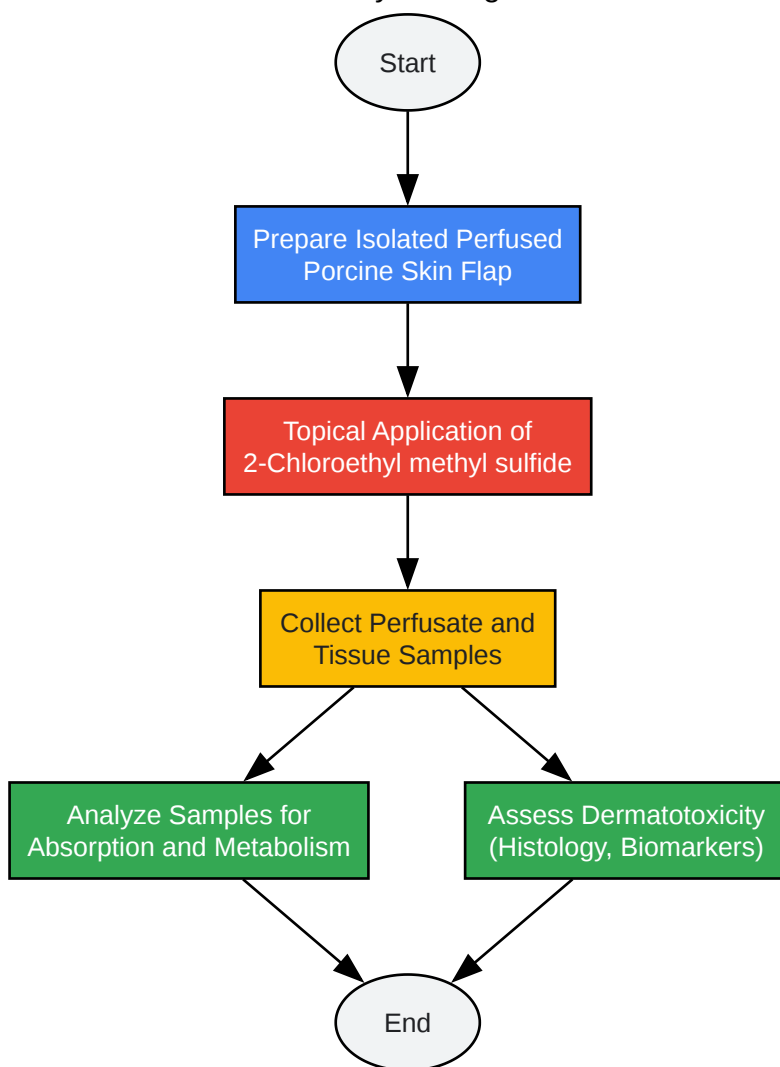 Start
Prepare Isolated Perfused
Porcine Skin Flap
Topical Application of
2-Chloroethyl methyl sulfide
Collect Perfusate and
Tissue Samples
Analyze Samples for
Absorption and Metabolism
Assess Dermatotoxicity
(Histology, Biomarkers)
End